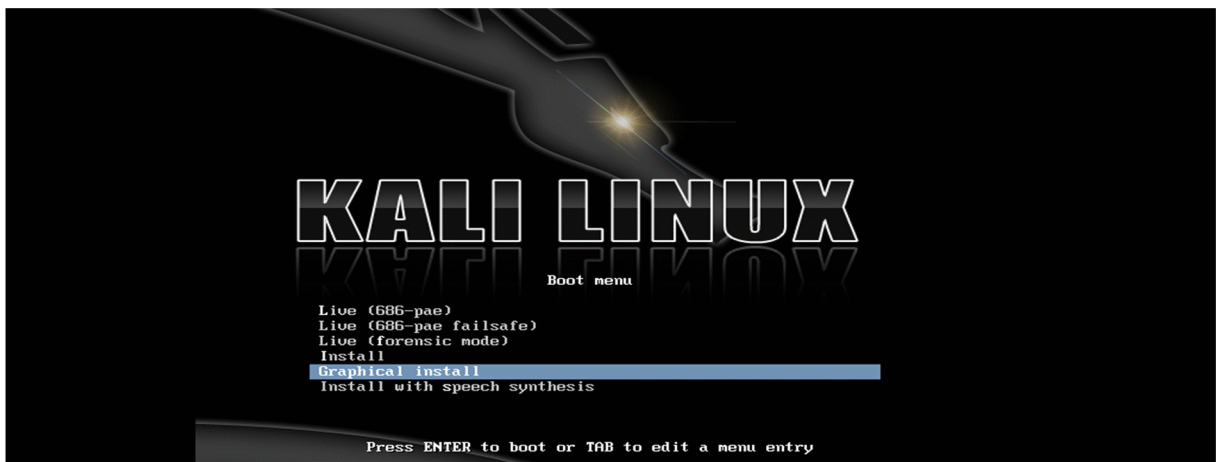 KALI LINUX
Boot menu
Live (686-pae)
Live (686-pae failsafe)
Live (forensic mode)
Install
Graphical install
Install with speech synthesis
Press ENTER to boot or TAB to edit a menu entry